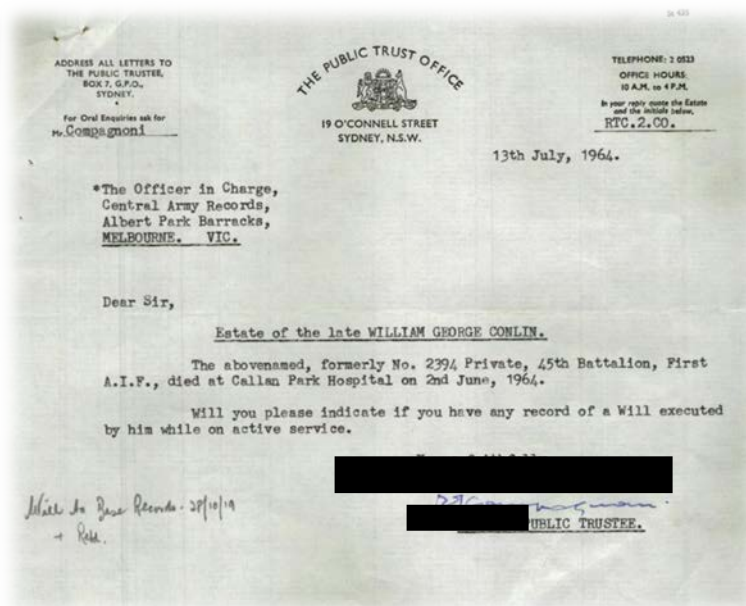 ADDRESS ALL LETTERS TO
THE PUBLIC TRUSTEE,
BOX 7, G.P.O.,
SYDNEY.
For Oral Enquiries ask for
Mr. Compagnoni
THE PUBLIC TRUST OFFICE
19 O'CONNELL STREET
SYDNEY, N.S.W.
TELEPHONE: 2 0523
OFFICE HOURS:
10 A.M. to 4 P.M.
In your reply quote the Estate
and the initials below,
RTC.2.CO.
13th July, 1964.
*The Officer in Charge,
Central Army Records,
Albert Park Barracks,
MELBOURNE. VIC.
Dear Sir,
Estate of the late WILLIAM GEORGE CONLIN.
The abovenamed, formerly No. 2394 Private, 45th Battalion, First
A.I.F., died at Callan Park Hospital on 2nd June, 1964.
Will you please indicate if you have any record of a Will executed
by him while on active service.
PUBLIC TRUSTEE.
Will to Base Records - 28/10/19